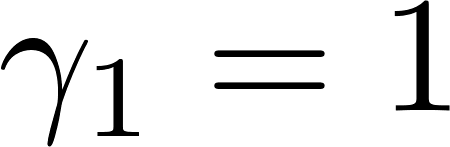 γ₁ = 1